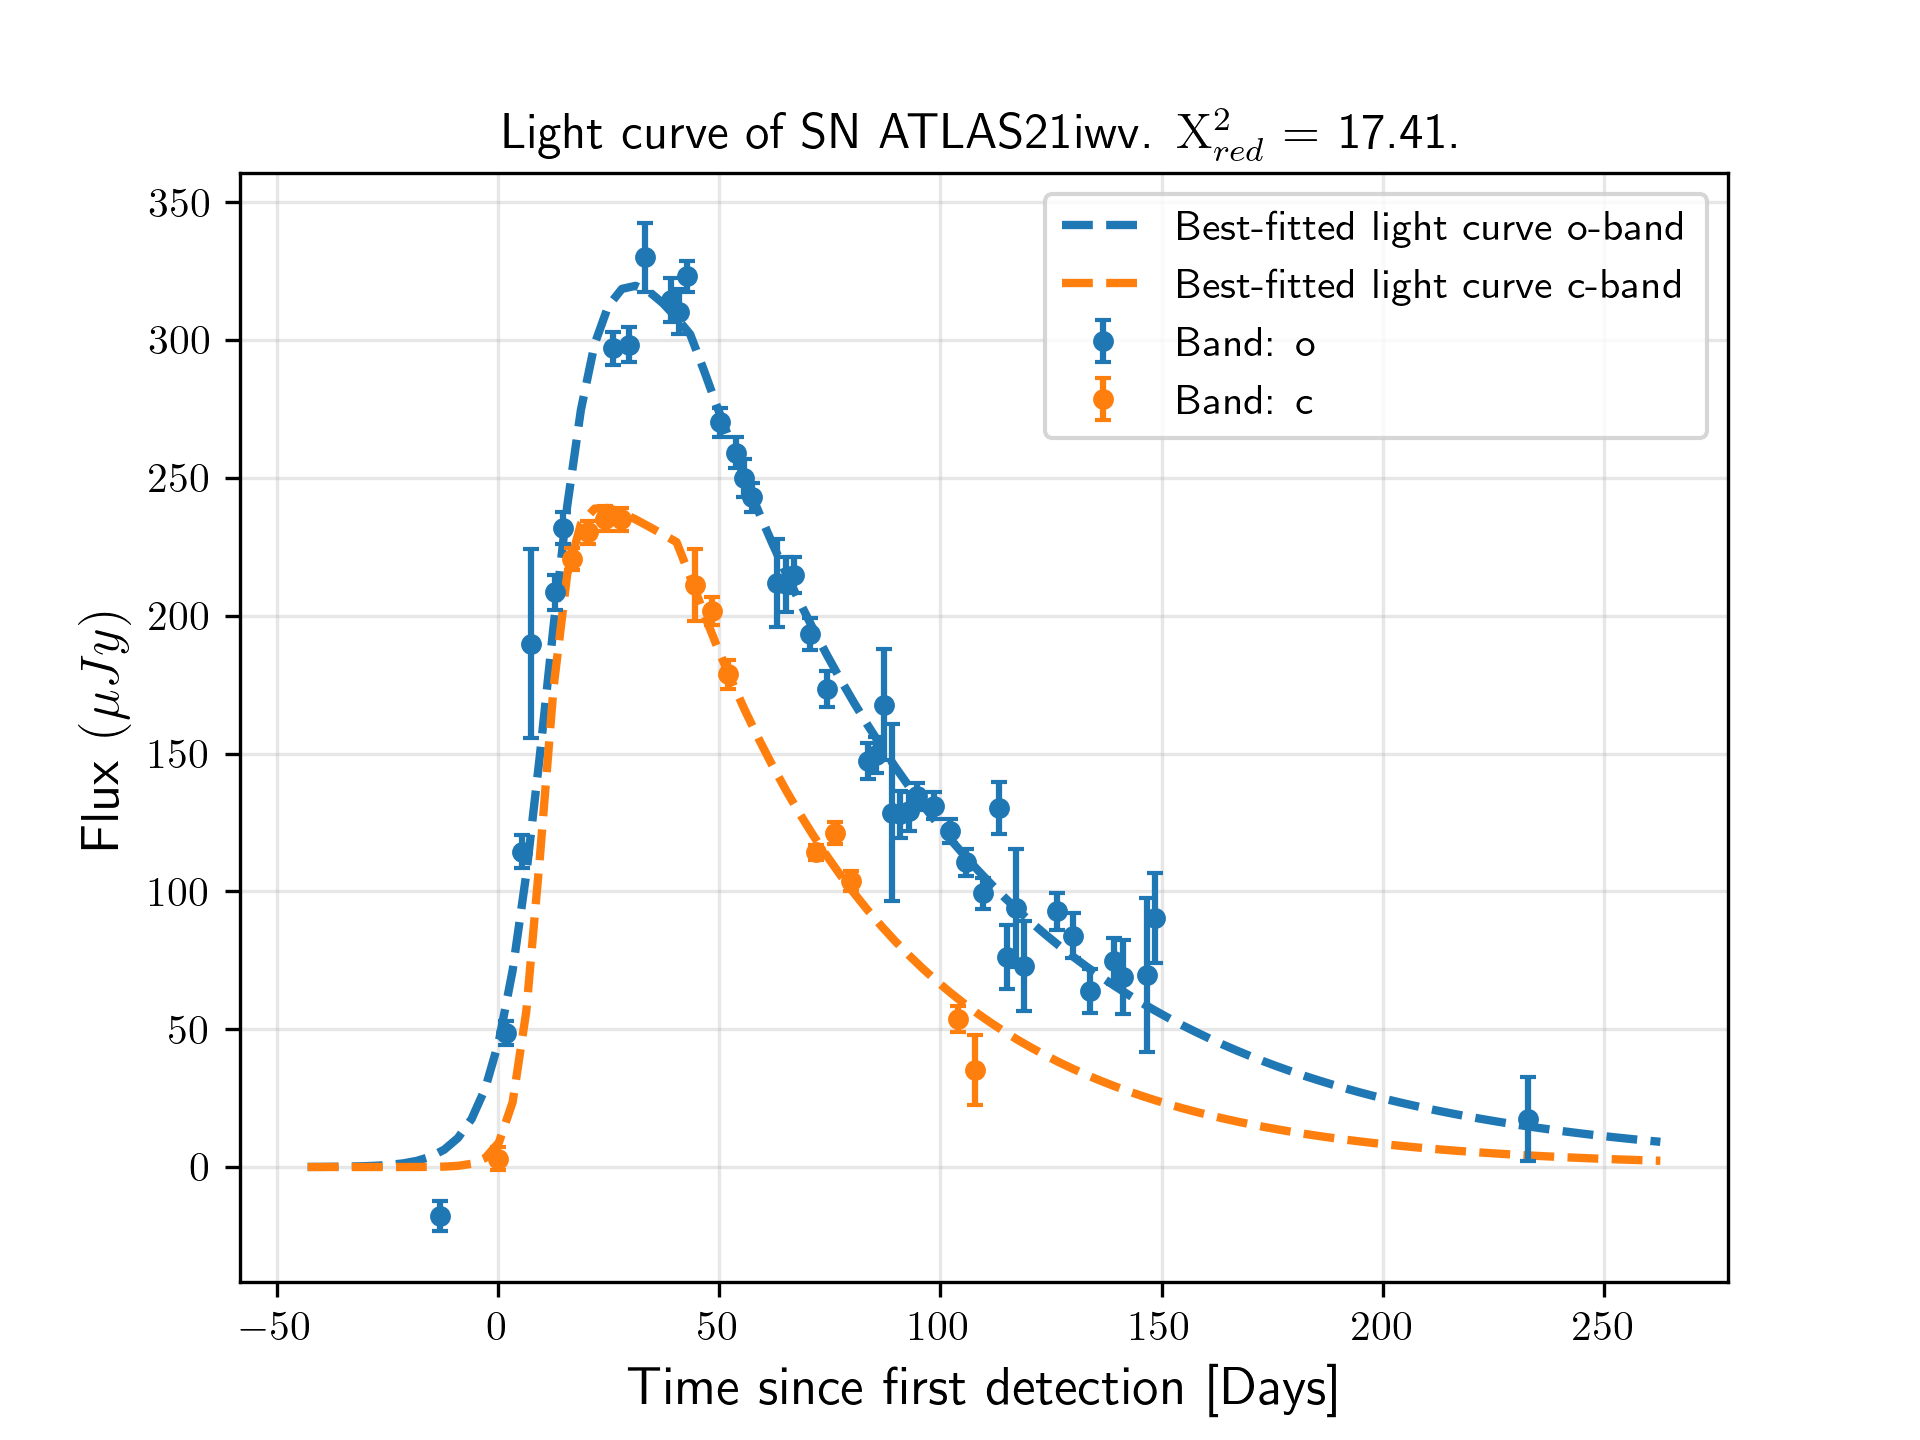 Light curve of SN ATLAS21iwv. X²_red = 17.41.
350
300
250
200
150
100
50
0
Flux (μJy)
Best-fitted light curve o-band
Best-fitted light curve c-band
Band: o
Band: c
−50 0 50 100 150 200 250
Time since first detection [Days]